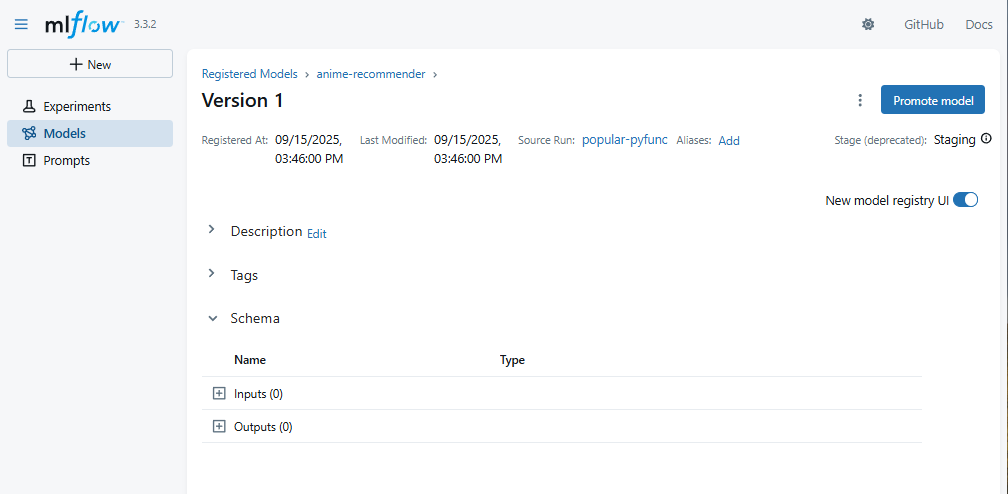 mlflow 3.3.2 GitHub Docs
New
Experiments
Models
Prompts
Registered Models › anime-recommender ›
Version 1
Promote model
Registered At: 09/15/2025, 03:46:00 PM
Last Modified: 09/15/2025, 03:46:00 PM
Source Run: popular-pyfunc
Aliases: Add
Stage (deprecated): Staging
New model registry UI
Description Edit
Tags
Schema
Name Type
Inputs (0)
Outputs (0)